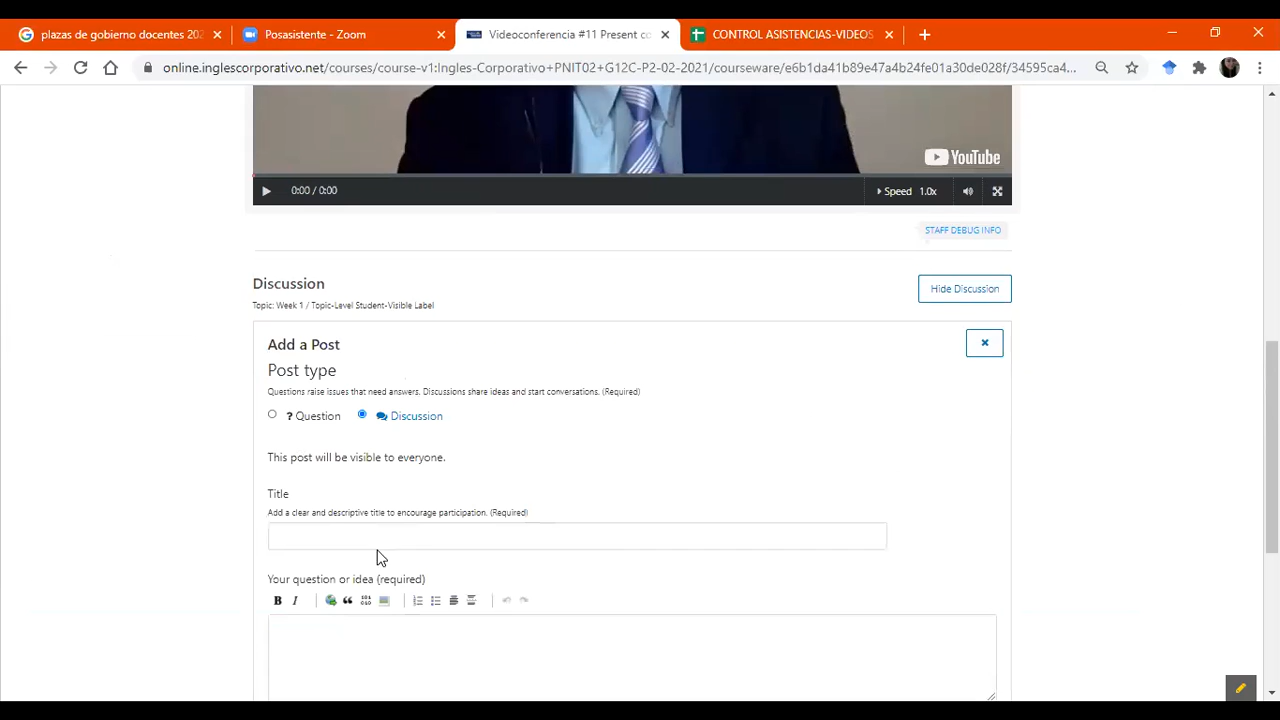 plazas de gobierno docentes 202
Posasistente - Zoom
Videoconferencia #11 Present co
CONTROL ASISTENCIAS-VIDEOS
online.inglescorporativo.net/courses/course-v1:Ingles-Corporativo+PNIT02+G12C-P2-02-2021/courseware/e6b1da41b89e47a4b24fe01a30de028f/34595ca4...
YouTube
0:00 / 0:00
Speed 1.0x
STAFF DEBUG INFO
Discussion
Hide Discussion
Topic: Week 1 / Topic-Level Student-Visible Label
Add a Post
Post type
Questions raise issues that need answers. Discussions share ideas and start conversations. (Required)
? Question
Discussion
This post will be visible to everyone.
Title
Add a clear and descriptive title to encourage participation. (Required)
Your question or idea (required)
B I